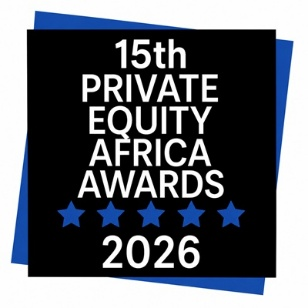 15th
PRIVATE
EQUITY
AFRICA
AWARDS
2026